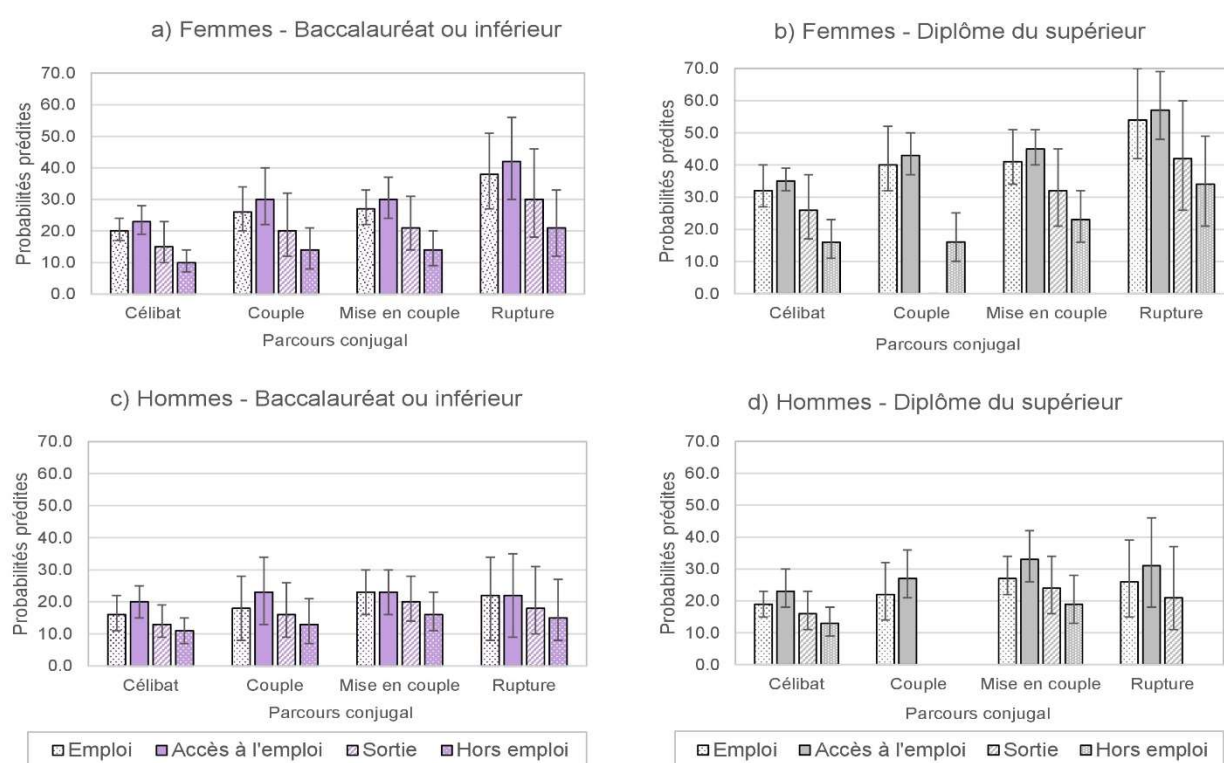 a) Femmes - Baccalauréat ou inférieur
Probabilités prédites
70.0
60.0
50.0
40.0
30.0
20.0
10.0
0.0
Célibat Couple Mise en couple Rupture
Parcours conjugal
b) Femmes - Diplôme du supérieur
Probabilités prédites
70.0
60.0
50.0
40.0
30.0
20.0
10.0
0.0
Célibat Couple Mise en couple Rupture
Parcours conjugal
c) Hommes - Baccalauréat ou inférieur
Probabilités prédites
70.0
60.0
50.0
40.0
30.0
20.0
10.0
0.0
Célibat Couple Mise en couple Rupture
Parcours conjugal
Emploi Accès à l'emploi Sortie Hors emploi
d) Hommes - Diplôme du supérieur
Probabilités prédites
70.0
60.0
50.0
40.0
30.0
20.0
10.0
0.0
Célibat Couple Mise en couple Rupture
Parcours conjugal
Emploi Accès à l'emploi Sortie Hors emploi